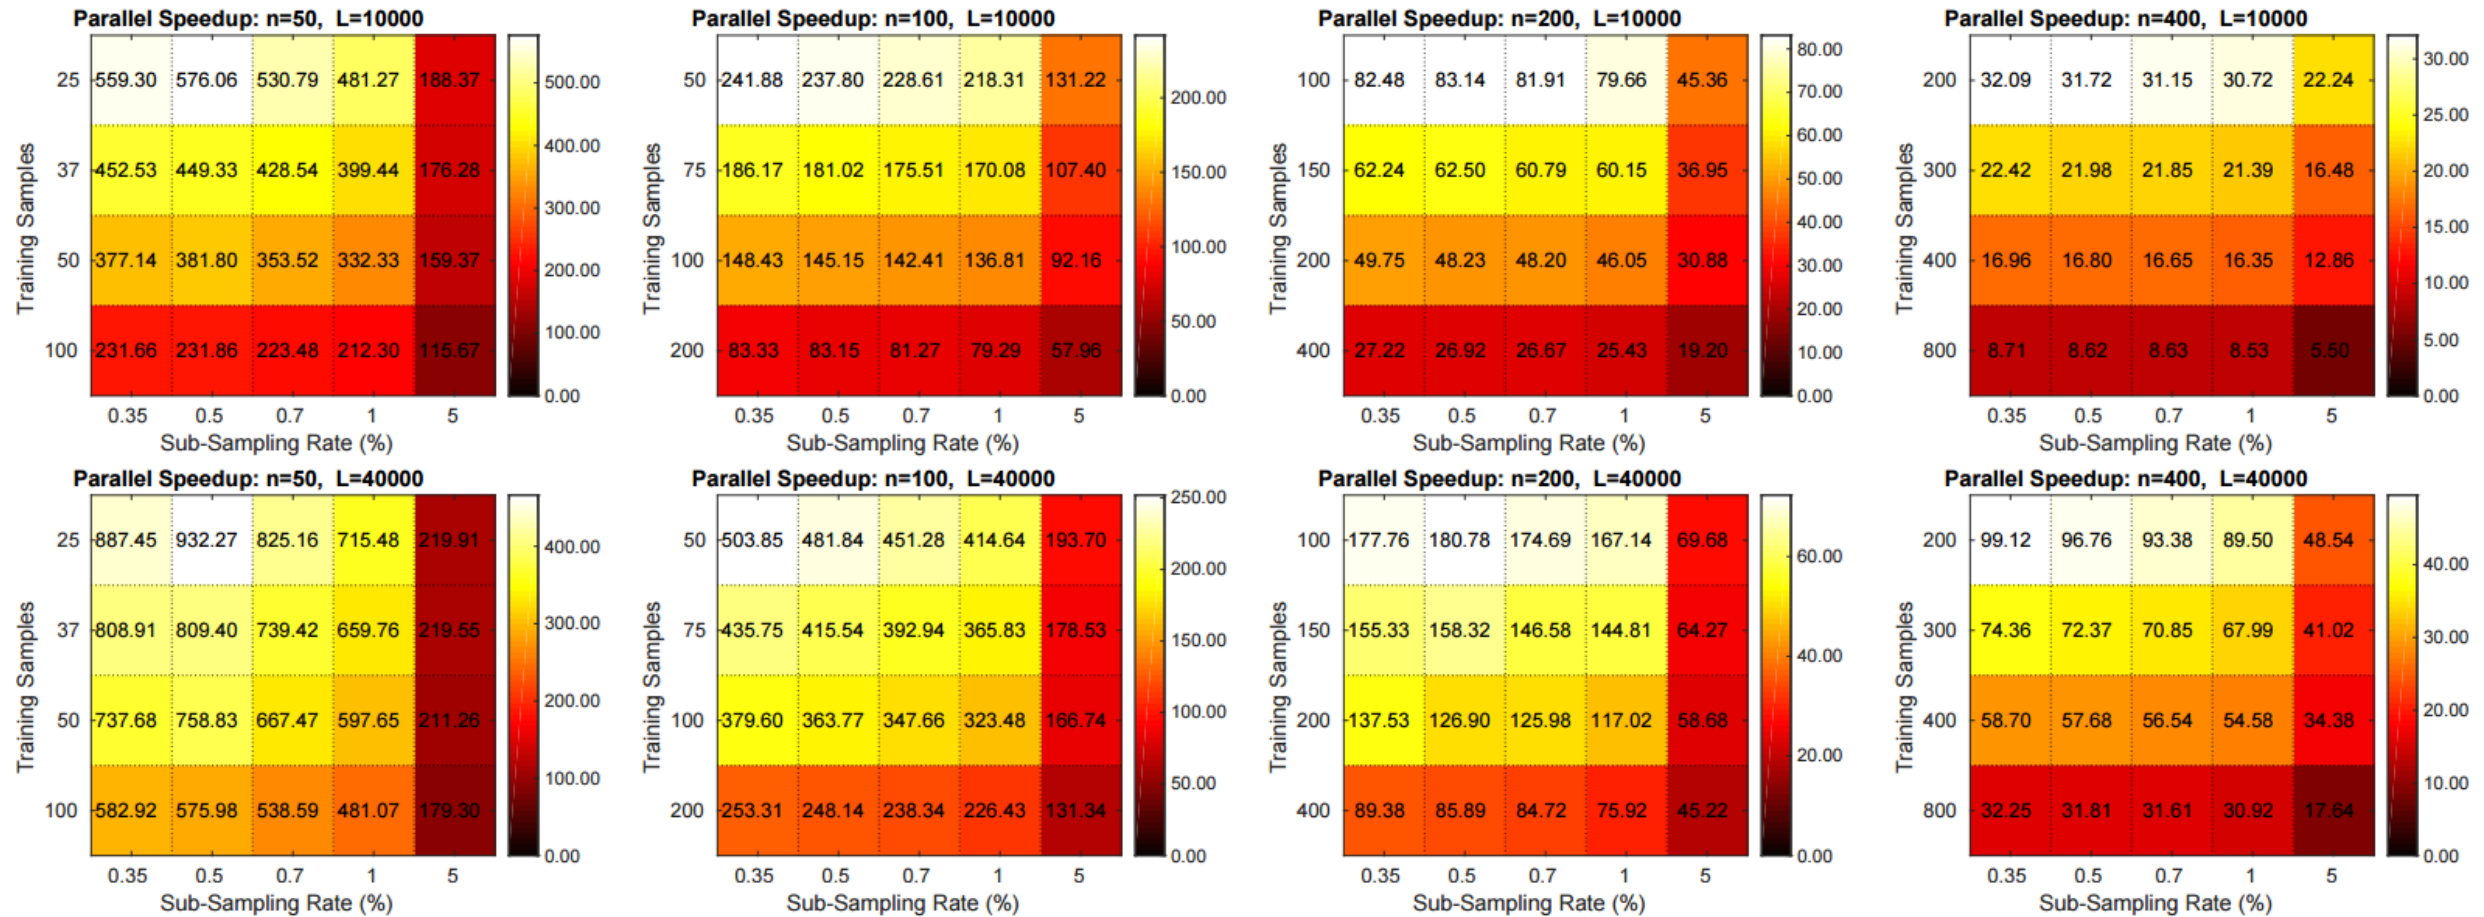 Parallel Speedup: n=50, L=10000
Training Samples
25 559.30 576.06 530.79 481.27 188.37
37 452.53 449.33 428.54 399.44 176.28
50 377.14 381.80 353.52 332.33 159.37
100 231.66 231.86 223.48 212.30 115.67
0.35 0.5 0.7 1 5
Sub-Sampling Rate (%)
500.00
400.00
300.00
200.00
100.00
0.00
Parallel Speedup: n=100, L=10000
Training Samples
50 241.88 237.80 228.61 218.31 131.22
75 186.17 181.02 175.51 170.08 107.40
100 148.43 145.15 142.41 136.81 92.16
200 83.33 83.15 81.27 79.29 57.96
0.35 0.5 0.7 1 5
Sub-Sampling Rate (%)
200.00
150.00
100.00
50.00
0.00
Parallel Speedup: n=200, L=10000
Training Samples
100 82.48 83.14 81.91 79.66 45.36
150 62.24 62.50 60.79 60.15 36.95
200 49.75 48.23 48.20 46.05 30.88
400 27.22 26.92 26.67 25.43 19.20
0.35 0.5 0.7 1 5
Sub-Sampling Rate (%)
80.00
70.00
60.00
50.00
40.00
30.00
20.00
10.00
0.00
Parallel Speedup: n=400, L=10000
Training Samples
200 32.09 31.72 31.15 30.72 22.24
300 22.42 21.98 21.85 21.39 16.48
400 16.96 16.80 16.65 16.35 12.86
800 8.71 8.62 8.63 8.53 5.50
0.35 0.5 0.7 1 5
Sub-Sampling Rate (%)
30.00
25.00
20.00
15.00
10.00
5.00
0.00
Parallel Speedup: n=50, L=40000
Training Samples
25 887.45 932.27 825.16 715.48 219.91
37 808.91 809.40 739.42 659.76 219.55
50 737.68 758.83 667.47 597.65 211.26
100 582.92 575.98 538.59 481.07 179.30
0.35 0.5 0.7 1 5
Sub-Sampling Rate (%)
400.00
300.00
200.00
100.00
0.00
Parallel Speedup: n=100, L=40000
Training Samples
50 503.85 481.84 451.28 414.64 193.70
75 435.75 415.54 392.94 365.83 178.53
100 379.60 363.77 347.66 323.48 166.74
200 253.31 248.14 238.34 226.43 131.34
0.35 0.5 0.7 1 5
Sub-Sampling Rate (%)
250.00
200.00
150.00
100.00
50.00
0.00
Parallel Speedup: n=200, L=40000
Training Samples
100 177.76 180.78 174.69 167.14 69.68
150 155.33 158.32 146.58 144.81 64.27
200 137.53 126.90 125.98 117.02 58.68
400 89.38 85.89 84.72 75.92 45.22
0.35 0.5 0.7 1 5
Sub-Sampling Rate (%)
60.00
40.00
20.00
0.00
Parallel Speedup: n=400, L=40000
Training Samples
200 99.12 96.76 93.38 89.50 48.54
300 74.36 72.37 70.85 67.99 41.02
400 58.70 57.68 56.54 54.58 34.38
800 32.25 31.81 31.61 30.92 17.64
0.35 0.5 0.7 1 5
Sub-Sampling Rate (%)
40.00
30.00
20.00
10.00
0.00